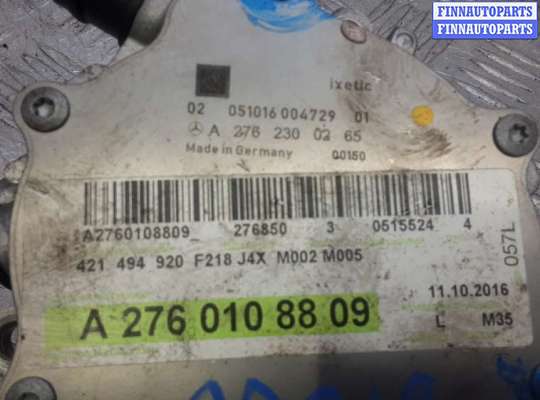 FINNAUTOPARTS
FINNAUTOPARTS
ixetic
02 051016 004729 01
A 276 230 02 65
Made in Germany 00150
A2760108809 276850 3 0515524 4
421 494 920 F218 J4X M002 M005
057L
11.10.2016
A 276 010 88 09
L M35